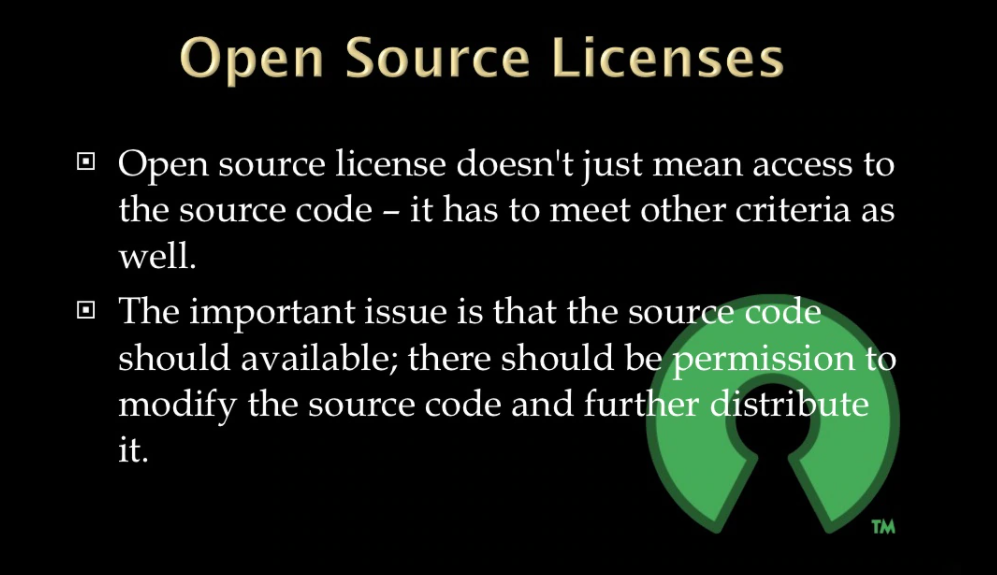 Open Source Licenses
Open source license doesn't just mean access to
the source code – it has to meet other criteria as
well.
The important issue is that the source code
should available; there should be permission to
modify the source code and further distribute
it.
TM